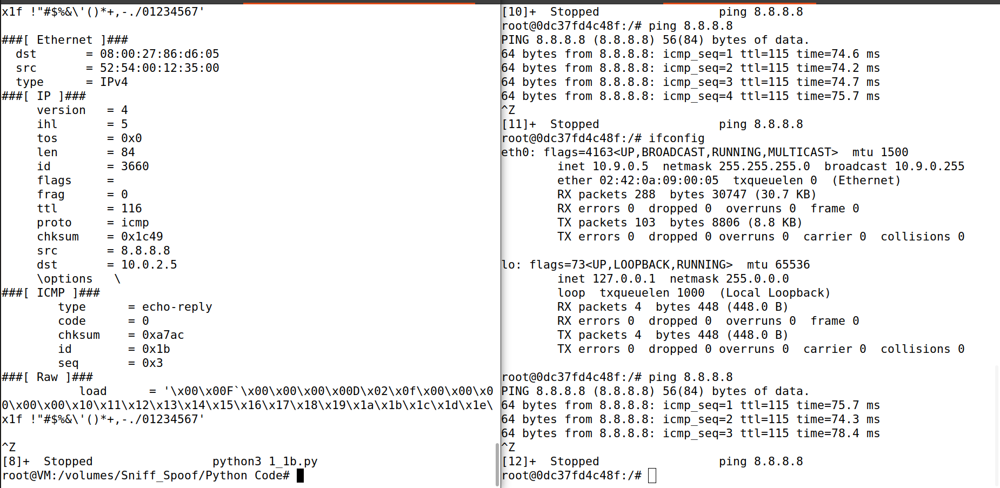 x1f !"#$%&\'()*+,-./01234567'

###[ Ethernet ]###
  dst       = 08:00:27:86:d6:05
  src       = 52:54:00:12:35:00
  type      = IPv4
###[ IP ]###
     version   = 4
     ihl       = 5
     tos       = 0x0
     len       = 84
     id        = 3660
     flags     =
     frag      = 0
     ttl       = 116
     proto     = icmp
     chksum    = 0x1c49
     src       = 8.8.8.8
     dst       = 10.0.2.5
     \options   \
###[ ICMP ]###
        type      = echo-reply
        code      = 0
        chksum    = 0xa7ac
        id        = 0x1b
        seq       = 0x3
###[ Raw ]###
           load      = '\x00\x00F`\x00\x00\x00\x00D\x02\x0f\x00\x00\x0
0\x00\x00\x10\x11\x12\x13\x14\x15\x16\x17\x18\x19\x1a\x1b\x1c\x1d\x1e\
x1f !"#$%&\'()*+,-./01234567'

^Z
[8]+  Stopped                 python3 1_1b.py
root@VM:/volumes/Sniff_Spoof/Python Code#
[10]+  Stopped                 ping 8.8.8.8
root@0dc37fd4c48f:/# ping 8.8.8.8
PING 8.8.8.8 (8.8.8.8) 56(84) bytes of data.
64 bytes from 8.8.8.8: icmp_seq=1 ttl=115 time=74.6 ms
64 bytes from 8.8.8.8: icmp_seq=2 ttl=115 time=74.2 ms
64 bytes from 8.8.8.8: icmp_seq=3 ttl=115 time=74.7 ms
64 bytes from 8.8.8.8: icmp_seq=4 ttl=115 time=75.7 ms
^Z
[11]+  Stopped                 ping 8.8.8.8
root@0dc37fd4c48f:/# ifconfig
eth0: flags=4163<UP,BROADCAST,RUNNING,MULTICAST>  mtu 1500
        inet 10.9.0.5  netmask 255.255.255.0  broadcast 10.9.0.255
        ether 02:42:0a:09:00:05  txqueuelen 0  (Ethernet)
        RX packets 288  bytes 30747 (30.7 KB)
        RX errors 0  dropped 0  overruns 0  frame 0
        TX packets 103  bytes 8806 (8.8 KB)
        TX errors 0  dropped 0 overruns 0  carrier 0  collisions 0

lo: flags=73<UP,LOOPBACK,RUNNING>  mtu 65536
        inet 127.0.0.1  netmask 255.0.0.0
        loop  txqueuelen 1000  (Local Loopback)
        RX packets 4  bytes 448 (448.0 B)
        RX errors 0  dropped 0  overruns 0  frame 0
        TX packets 4  bytes 448 (448.0 B)
        TX errors 0  dropped 0 overruns 0  carrier 0  collisions 0

root@0dc37fd4c48f:/# ping 8.8.8.8
PING 8.8.8.8 (8.8.8.8) 56(84) bytes of data.
64 bytes from 8.8.8.8: icmp_seq=1 ttl=115 time=75.7 ms
64 bytes from 8.8.8.8: icmp_seq=2 ttl=115 time=74.3 ms
64 bytes from 8.8.8.8: icmp_seq=3 ttl=115 time=78.4 ms
^Z
[12]+  Stopped                 ping 8.8.8.8
root@0dc37fd4c48f:/#